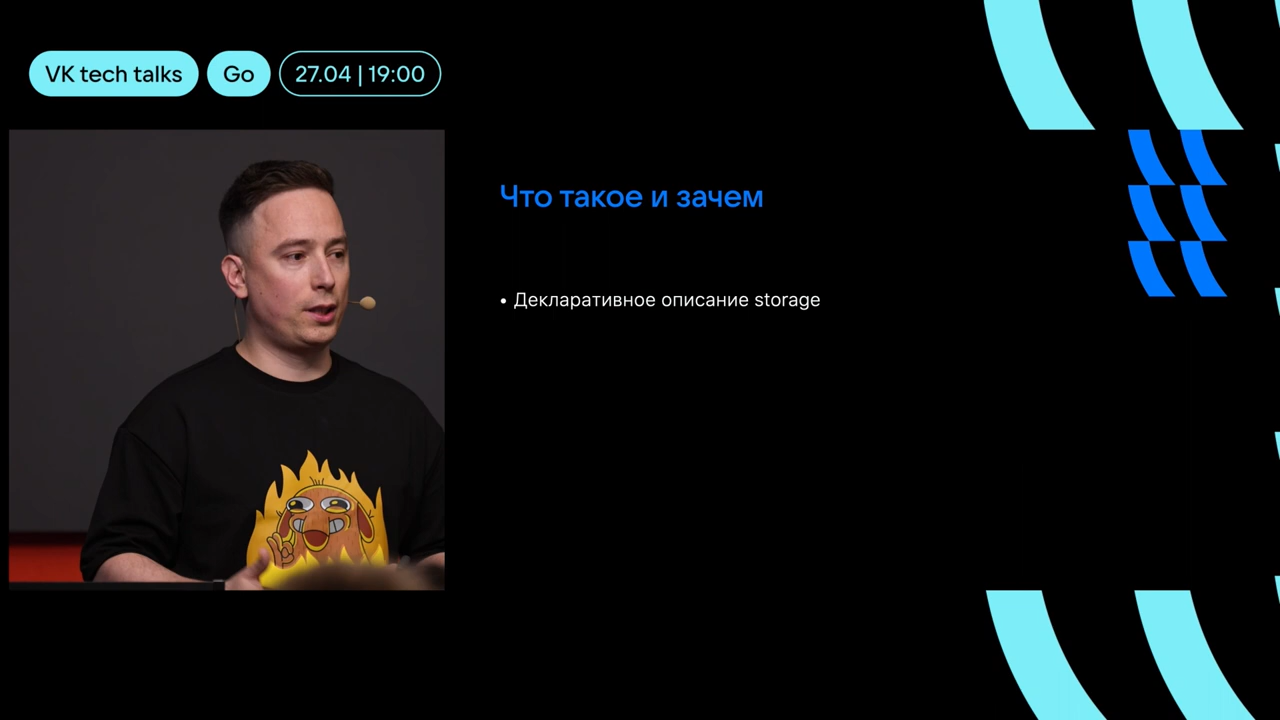 VK tech talks Go 27.04 | 19:00
Что такое и зачем
• Декларативное описание storage